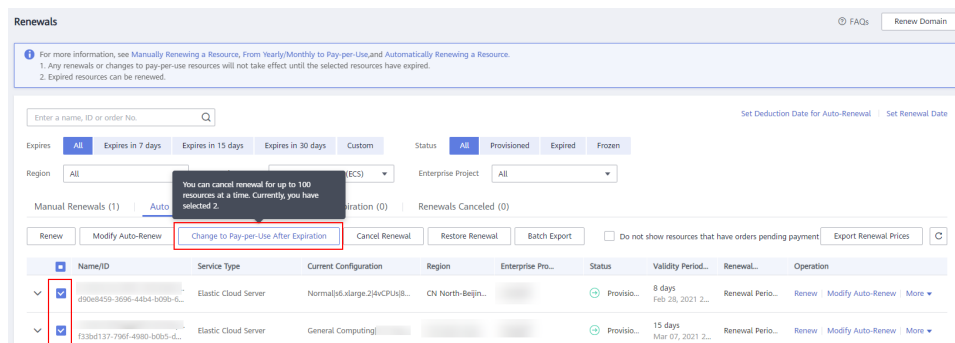 Renewals
FAQs
Renew Domain
For more information, see Manually Renewing a Resource, From Yearly/Monthly to Pay-per-Use,and Automatically Renewing a Resource.
1. Any renewals or changes to pay-per-use resources will not take effect until the selected resources have expired.
2. Expired resources can be renewed.
Enter a name, ID or order No.
Set Deduction Date for Auto-Renewal Set Renewal Date
Expires All Expires in 7 days Expires in 15 days Expires in 30 days Custom Status All Provisioned Expired Frozen
Region All (ECS) Enterprise Project All
You can cancel renewal for up to 100
resources at a time. Currently, you have
selected 2.
Manual Renewals (1) Auto iration (0) Renewals Canceled (0)
Renew Modify Auto-Renew Change to Pay-per-Use After Expiration Cancel Renewal Restore Renewal Batch Export Do not show resources that have orders pending payment Export Renewal Prices
Name/ID Service Type Current Configuration Region Enterprise Pro... Status Validity Period... Renewal... Operation
d90e8459-3696-44b4-b09b-6... Elastic Cloud Server Normal|s6.xlarge.2|4vCPUs|8... CN North-Beijin... Provisio... 8 days Renewal Perio... Renew Modify Auto-Renew More
Feb 28, 2021 2...
f33bd137-796f-4980-b0b5-d... Elastic Cloud Server General Computing| Provisio... 15 days Renewal Perio... Renew Modify Auto-Renew More
Mar 07, 2021 2...